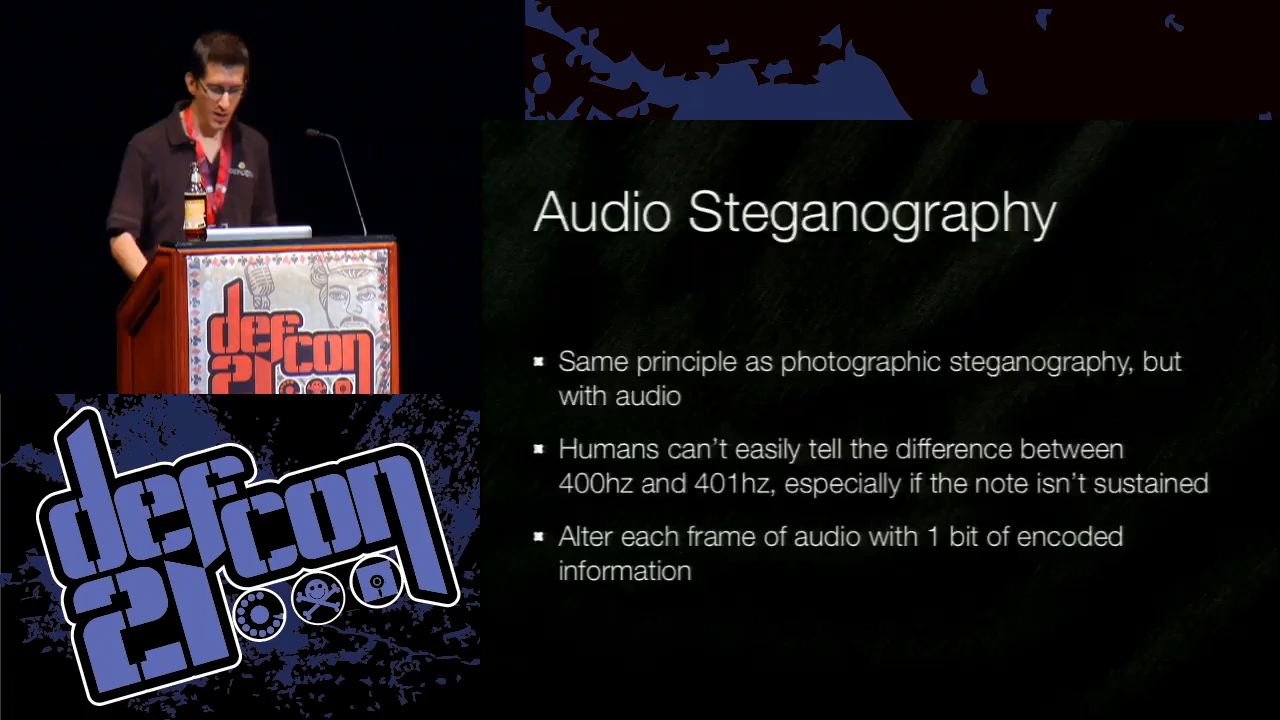 Audio Steganography
Same principle as photographic steganography, but
with audio
Humans can't easily tell the difference between
400hz and 401hz, especially if the note isn't sustained
Alter each frame of audio with 1 bit of encoded
information
defcon
21
defcon
21